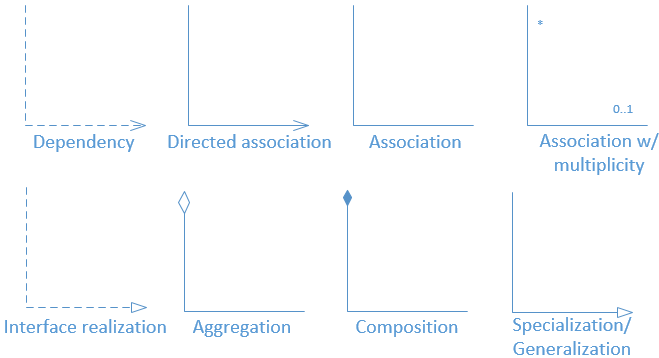 *
0..1
Dependency
Directed association
Association
Association w/
multiplicity
Interface realization
Aggregation
Composition
Specialization/
Generalization